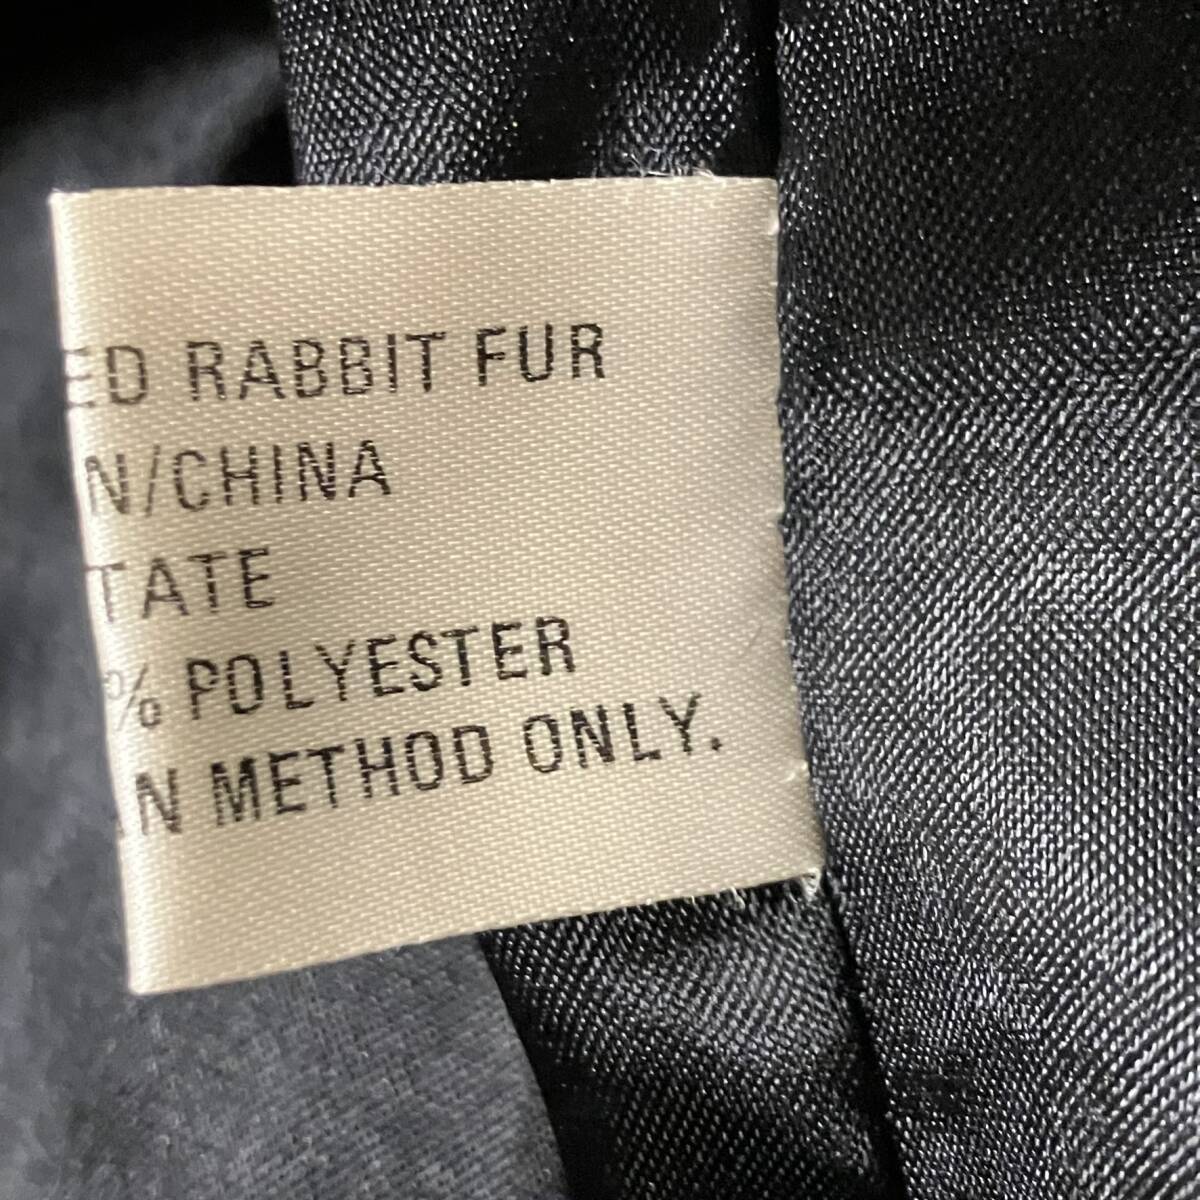 ED RABBIT FUR
N/CHINA
TATE
% POLYESTER
N METHOD ONLY.